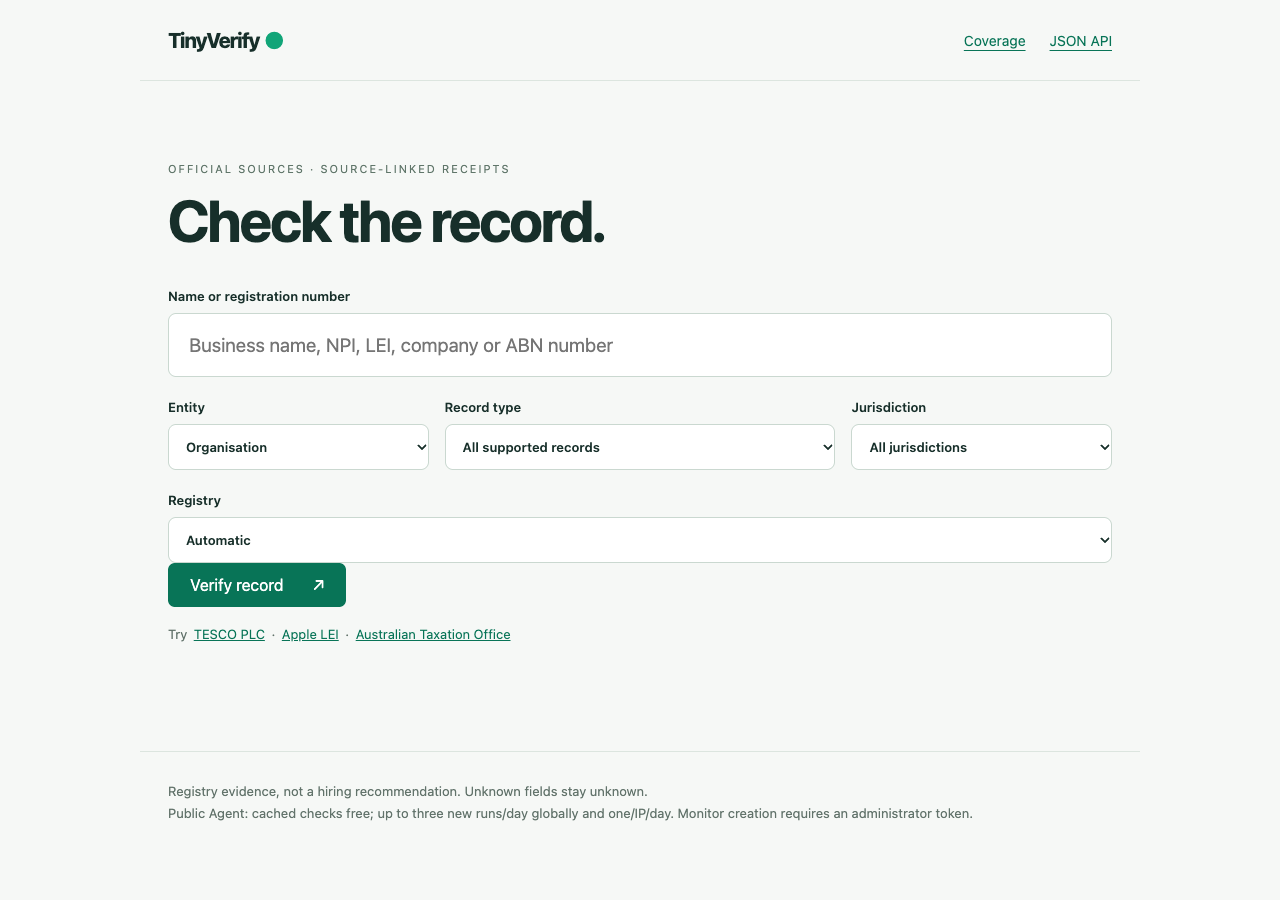 TinyVerify
Coverage JSON API
OFFICIAL SOURCES · SOURCE-LINKED RECEIPTS
Check the record.
Name or registration number
Business name, NPI, LEI, company or ABN number
Entity Record type Jurisdiction
Organisation All supported records All jurisdictions
Registry
Automatic
Verify record ↗
Try TESCO PLC · Apple LEI · Australian Taxation Office
Registry evidence, not a hiring recommendation. Unknown fields stay unknown.
Public Agent: cached checks free; up to three new runs/day globally and one/IP/day. Monitor creation requires an administrator token.